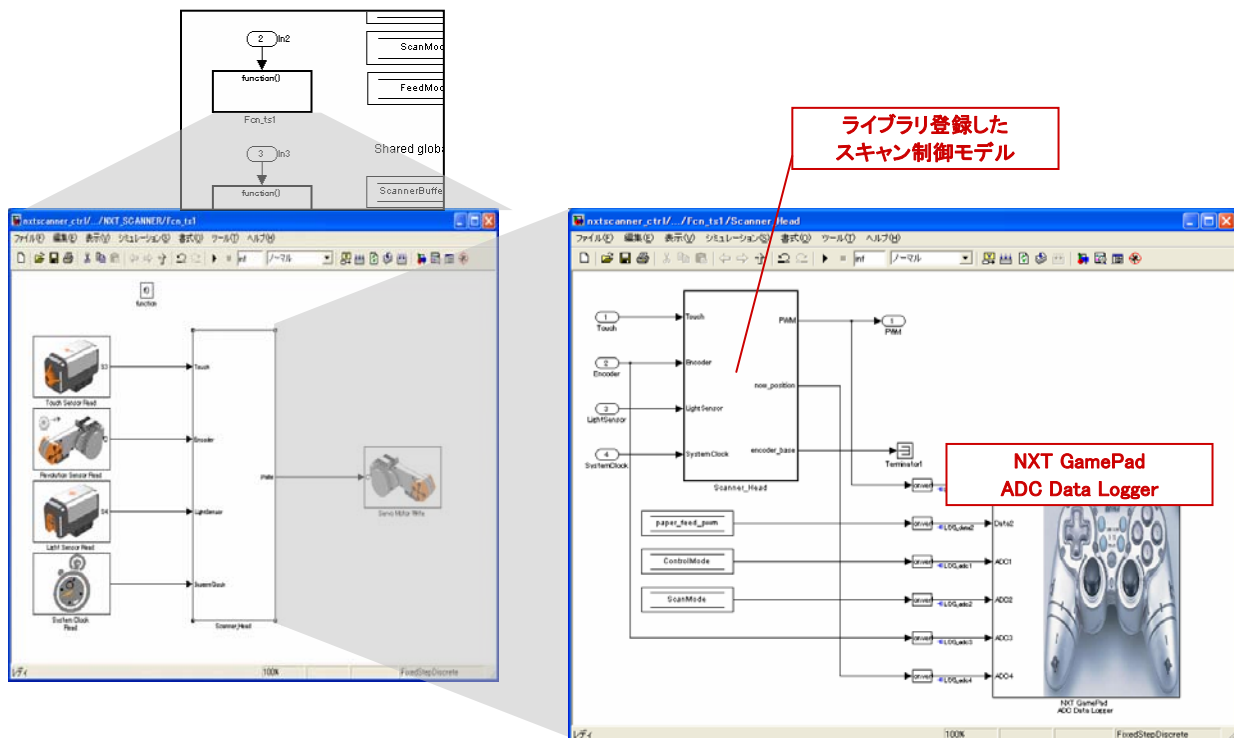 2
In2
function()
Fcn_ts1
3
In3
function()
ScanMod
FeedMod
Shared globa
ScannerBuffe
ライブラリ登録した
スキャン制御モデル
nxtscanner_ctrl/.../NXT_SCANNER/Fcn_ts1
ファイル(F) 編集(E) 表示(V) シミュレーション(S) 書式(O) ツール(T) ヘルプ(H)
inf
ノーマル
f()
function
S3
Touch Sensor Read
Touch
Revolution Sensor Read
Encoder
S4
Light Sensor Read
LightSensor
System Clock
Read
SystemClock
PWM
Scanner_Head
Servo Motor Write
レディ
100%
FixedStepDiscrete
nxtscanner_ctrl/.../Fcn_ts1/Scanner_Head
ファイル(F) 編集(E) 表示(V) シミュレーション(S) 書式(O) ツール(T) ヘルプ(H)
inf
ノーマル
1
Touch
2
Encoder
3
LightSensor
4
SystemClock
Touch
Encoder
LightSensor
SystemClock
PWM
now_position
encoder_base
Scanner_Head
1
PWM
Terminator1
NXT GamePad
ADC Data Logger
paper_feed_pwm
LOG_data2
Data2
ControlMode
LOG_adc1
ADC1
ScanMode
LOG_adc2
ADC2
LOG_adc3
ADC3
LOG_adc4
ADC4
NXT GamePad
ADC Data Logger
レディ
100%
FixedStepDiscrete